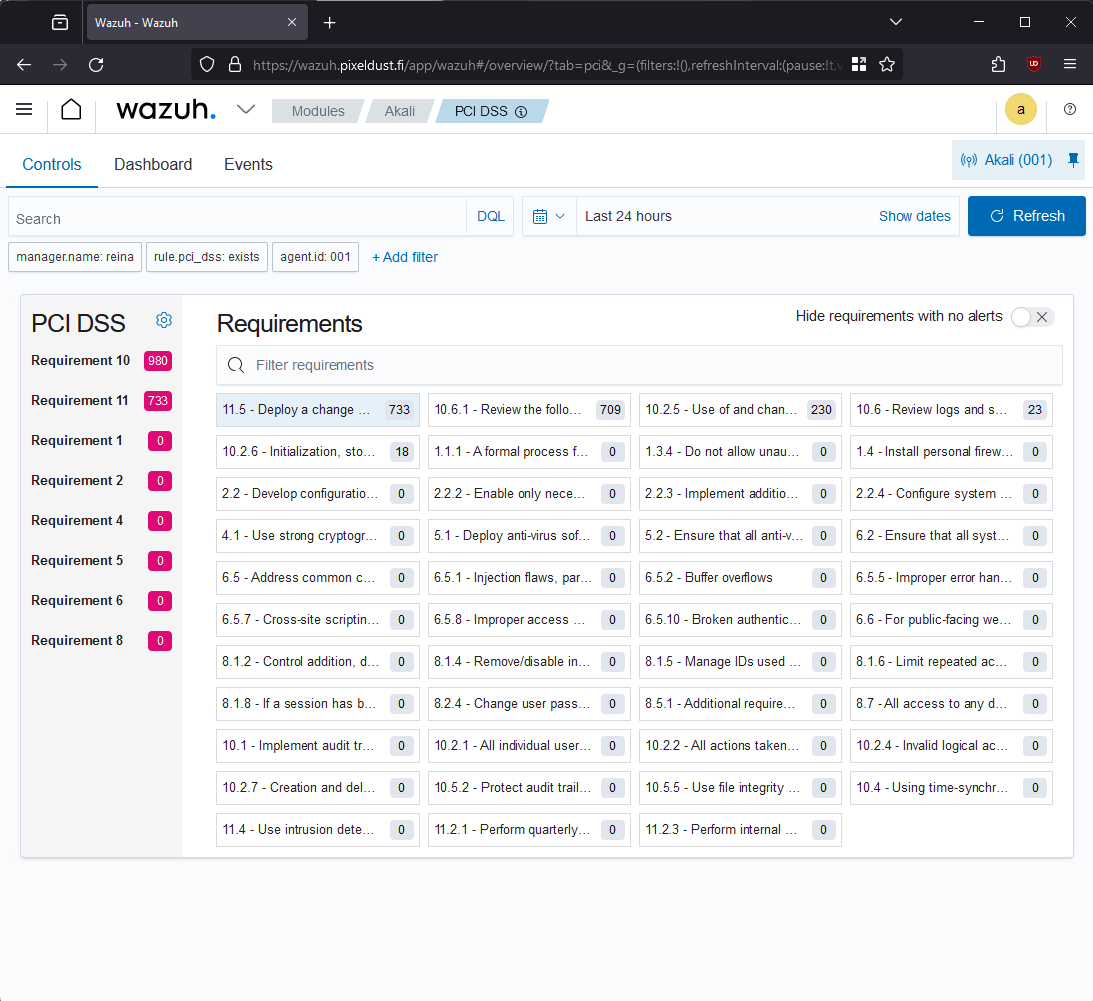 Wazuh - Wazuh
https://wazuh.pixeldust.fi/app/wazuh#/overview/?tab=pci&_g=(filters:!(),refreshInterval:(pause:!t,v
wazuh.
Modules
Akali
PCI DSS
a
Controls
Dashboard
Events
Akali (001)
Search
DQL
Last 24 hours
Show dates
Refresh
manager.name: reina
rule.pci_dss: exists
agent.id: 001
+ Add filter
PCI DSS
Requirement 10 980
Requirement 11 733
Requirement 1 0
Requirement 2 0
Requirement 4 0
Requirement 5 0
Requirement 6 0
Requirement 8 0
Requirements
Hide requirements with no alerts
Filter requirements
11.5 - Deploy a change ... 733
10.6.1 - Review the follo... 709
10.2.5 - Use of and chan... 230
10.6 - Review logs and s... 23
10.2.6 - Initialization, sto... 18
1.1.1 - A formal process f... 0
1.3.4 - Do not allow unau... 0
1.4 - Install personal firew... 0
2.2 - Develop configuratio... 0
2.2.2 - Enable only nece... 0
2.2.3 - Implement additio... 0
2.2.4 - Configure system ... 0
4.1 - Use strong cryptogr... 0
5.1 - Deploy anti-virus sof... 0
5.2 - Ensure that all anti-v... 0
6.2 - Ensure that all syst... 0
6.5 - Address common c... 0
6.5.1 - Injection flaws, par... 0
6.5.2 - Buffer overflows 0
6.5.5 - Improper error han... 0
6.5.7 - Cross-site scriptin... 0
6.5.8 - Improper access ... 0
6.5.10 - Broken authentic... 0
6.6 - For public-facing we... 0
8.1.2 - Control addition, d... 0
8.1.4 - Remove/disable in... 0
8.1.5 - Manage IDs used ... 0
8.1.6 - Limit repeated ac... 0
8.1.8 - If a session has b... 0
8.2.4 - Change user pass... 0
8.5.1 - Additional require... 0
8.7 - All access to any d... 0
10.1 - Implement audit tr... 0
10.2.1 - All individual user... 0
10.2.2 - All actions taken... 0
10.2.4 - Invalid logical ac... 0
10.2.7 - Creation and del... 0
10.5.2 - Protect audit trail... 0
10.5.5 - Use file integrity ... 0
10.4 - Using time-synchr... 0
11.4 - Use intrusion dete... 0
11.2.1 - Perform quarterly... 0
11.2.3 - Perform internal ... 0